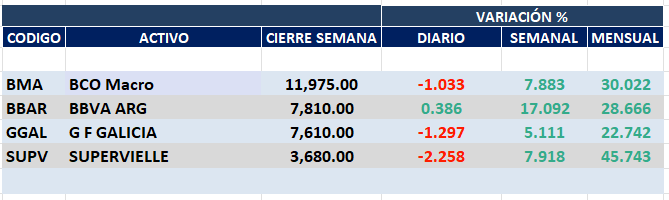 VARIACIÓN %
CODIGO ACTIVO CIERRE SEMANA DIARIO SEMANAL MENSUAL
BMA BCO Macro 11,975.00 -1.033 7.883 30.022
BBAR BBVA ARG 7,810.00 0.386 17.092 28.666
GGAL G F GALICIA 7,610.00 -1.297 5.111 22.742
SUPV SUPERVIELLE 3,680.00 -2.258 7.918 45.743